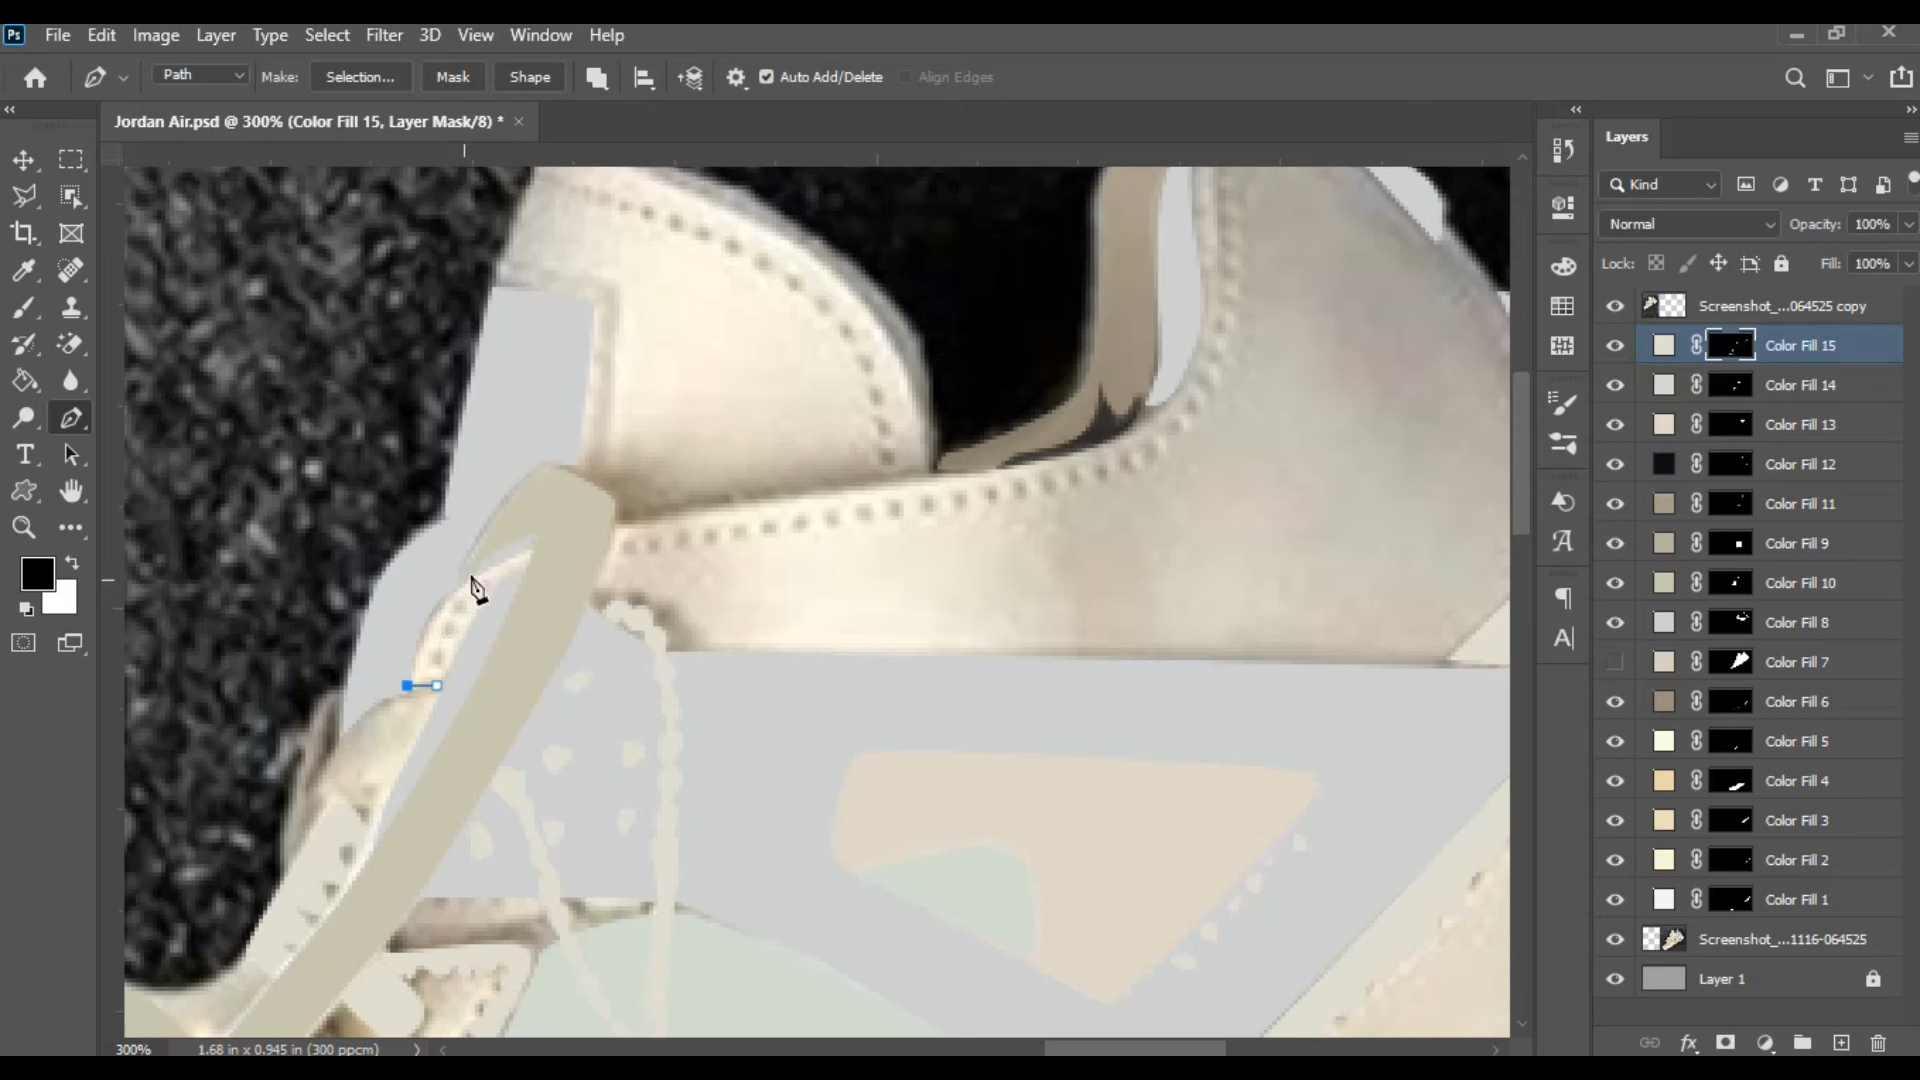 Ps File Edit Image Layer Type Select Filter 3D View Window Help
Path Make: Selection... Mask Shape Auto Add/Delete Align Edges
Jordan Air.psd @ 300% (Color Fill 15, Layer Mask/8) * ×
Layers
Kind
Normal Opacity: 100%
Lock: Fill: 100%
Screenshot_...064525 copy
Color Fill 15
Color Fill 14
Color Fill 13
Color Fill 12
Color Fill 11
Color Fill 9
Color Fill 10
Color Fill 8
Color Fill 7
Color Fill 6
Color Fill 5
Color Fill 4
Color Fill 3
Color Fill 2
Color Fill 1
Screenshot_...1116-064525
Layer 1
300% 1.68 in x 0.945 in (300 ppcm)